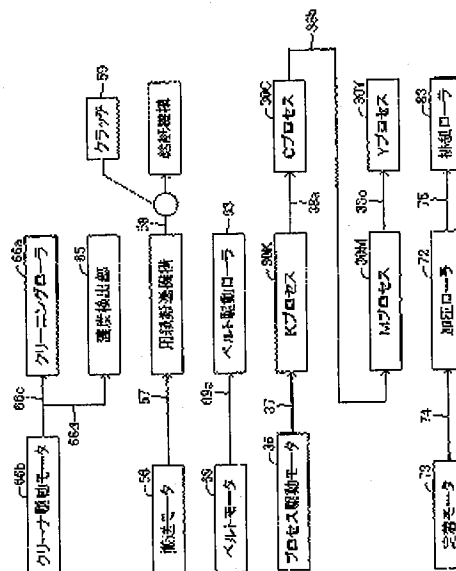 66b
クリーナ駆動モータ
66c
66d
66a
クリーニングローラ
65
濃度検出部
58
搬送モータ
57
用紙搬送機構
59
クラッチ
給紙機構
ベルトモータ
69a
63
ベルト駆動ローラ
36
プロセス駆動モータ
37
30K
Kプロセス
38a
30C
Cプロセス
38b
30M
Mプロセス
38c
30Y
Yプロセス
73
定着モータ
74
72
加圧ローラ
75
83
排紙ローラ